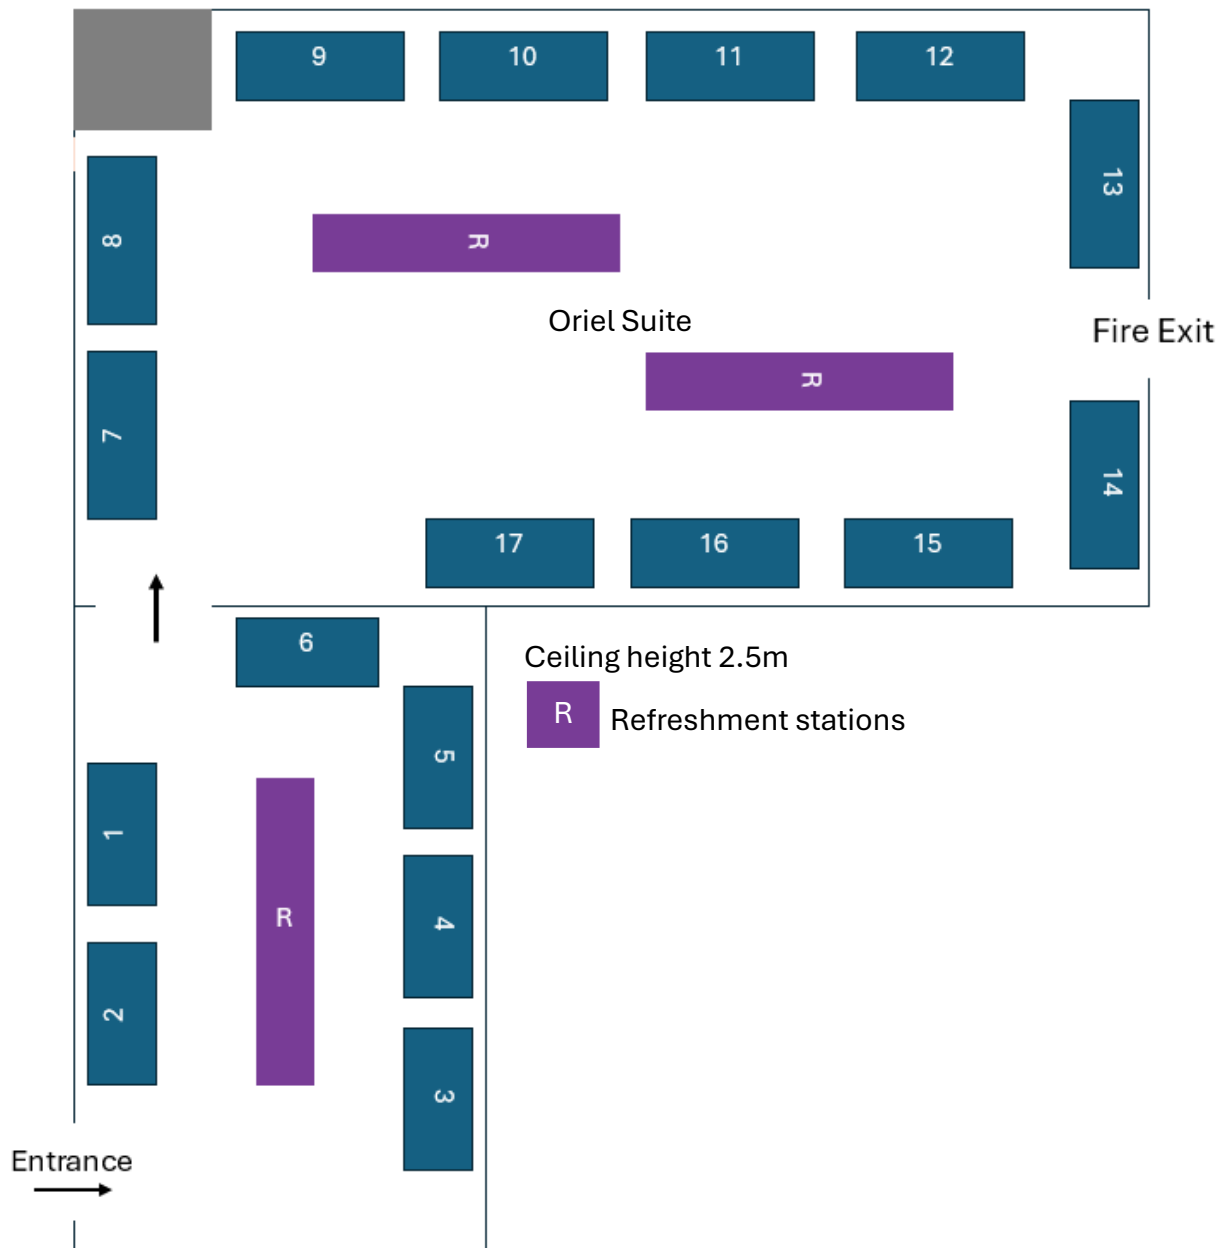 9
10
11
12
13
8
R
Oriel Suite
Fire Exit
R
7
14
17
16
15
6
Ceiling height 2.5m
R
Refreshment stations
5
1
R
4
2
3
Entrance